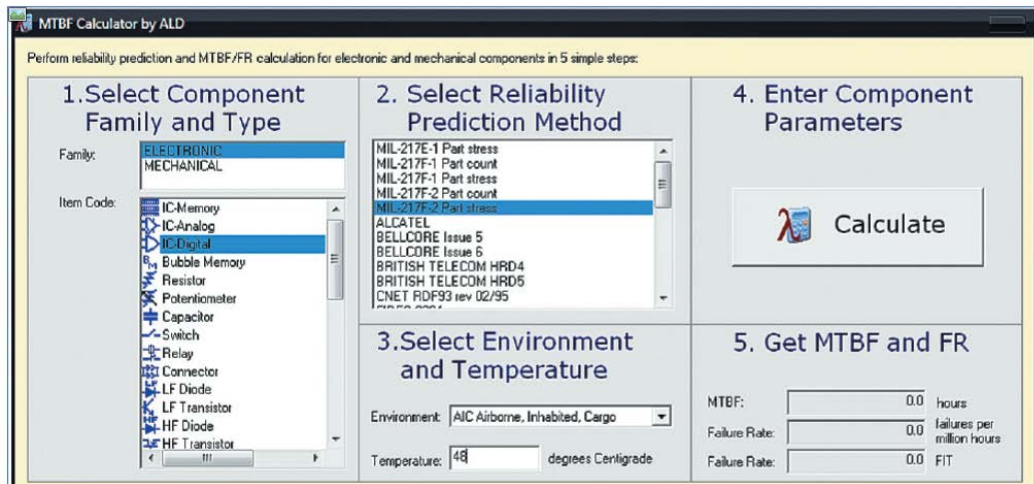 MTBF Calculator by ALD
Perform reliability prediction and MTBF/FR calculation for electronic and mechanical components in 5 simple steps:
1.Select Component
Family and Type
Family:
ELECTRONIC
MECHANICAL
Item Code:
IC-Memory
IC-Analog
IC-Digital
Bubble Memory
Resistor
Potentiometer
Capacitor
Switch
Relay
Connector
LF Diode
LF Transistor
HF Diode
HF Transistor
2. Select Reliability
Prediction Method
MIL-217E-1 Part stress
MIL-217F-1 Part count
MIL-217F-1 Part stress
MIL-217F-2 Part count
MIL-217F-2 Part stress
ALCATEL
BELLCORE Issue 5
BELLCORE Issue 6
BRITISH TELECOM HRD4
BRITISH TELECOM HRD5
CNET RDF93 rev 02/95
3.Select Environment
and Temperature
Environment:
AIC Airborne, Inhabited, Cargo
Temperature:
48
degrees Centigrade
4. Enter Component
Parameters
Calculate
5. Get MTBF and FR
MTBF: 0.0 hours
Failure Rate: 0.0 failures per
million hours
Failure Rate: 0.0 FIT